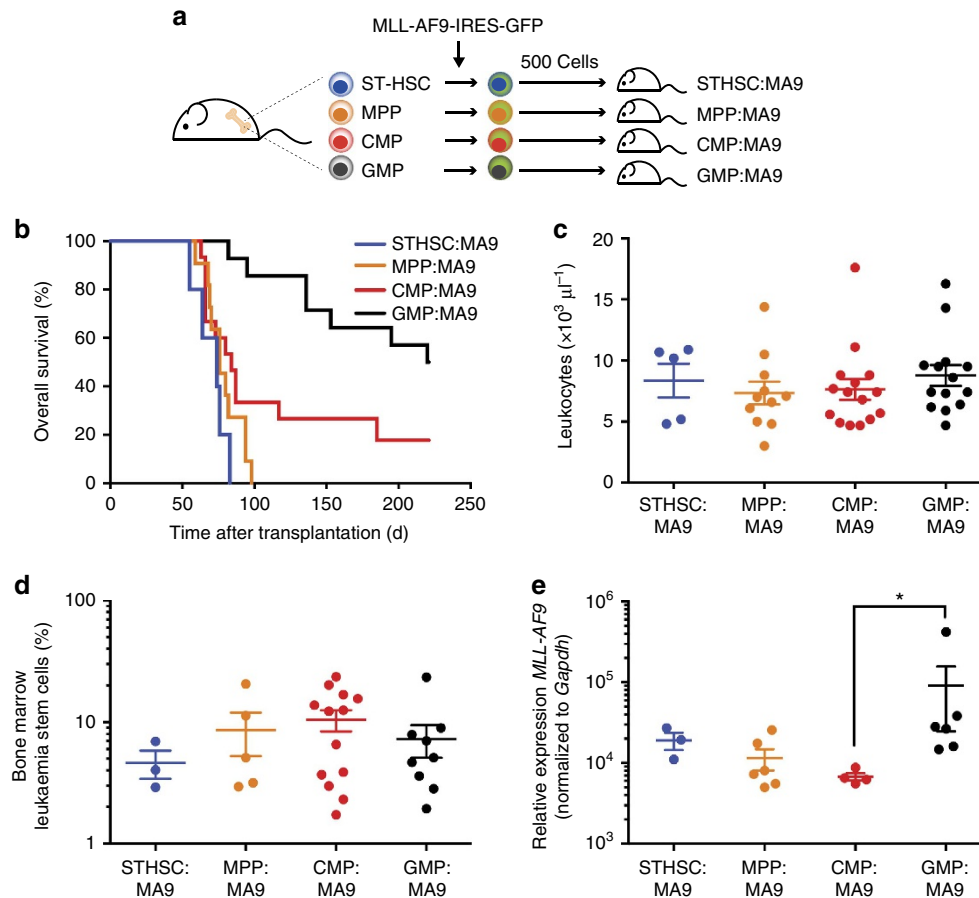 a
MLL-AF9-IRES-GFP
500 Cells
ST-HSC
STHSC:MA9
MPP
MPP:MA9
CMP
CMP:MA9
GMP
GMP:MA9
b
Overall survival (%)
100
80
60
40
20
0
0 50 100 150 200 250
Time after transplantation (d)
STHSC:MA9
MPP:MA9
CMP:MA9
GMP:MA9
c
Leukocytes (×10³ µl⁻¹)
20
15
10
5
0
STHSC: MPP: CMP: GMP:
MA9 MA9 MA9 MA9
d
Bone marrow
leukaemia stem cells (%)
100
10
1
STHSC: MPP: CMP: GMP:
MA9 MA9 MA9 MA9
e
Relative expression MLL-AF9
(normalized to Gapdh)
10⁶
10⁵
10⁴
10³
*
STHSC: MPP: CMP: GMP:
MA9 MA9 MA9 MA9